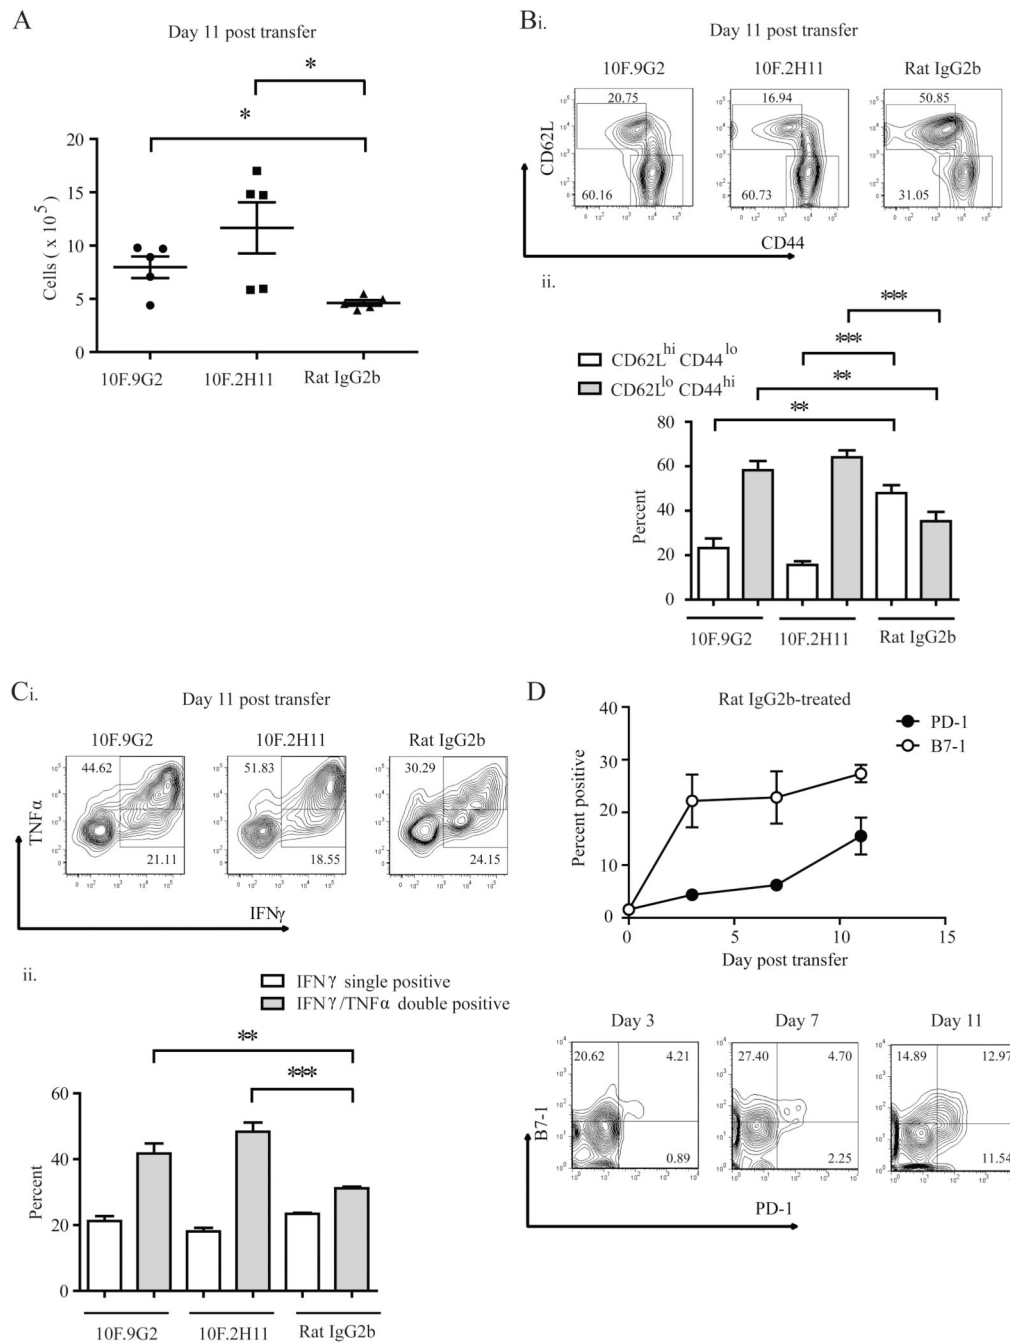 A
Day 11 post transfer
*
*
20
15
10
5
0
Cells ( x 10^5)
10F.9G2
10F.2H11
Rat IgG2b
Bi.
Day 11 post transfer
10F.9G2
10F.2H11
Rat IgG2b
20.75
16.94
50.85
60.16
60.73
31.05
CD62L
CD44
ii.
***
***
**
**
CD62L^hi CD44^lo
CD62L^lo CD44^hi
80
60
40
20
0
Percent
10F.9G2
10F.2H11
Rat IgG2b
Ci.
Day 11 post transfer
10F.9G2
10F.2H11
Rat IgG2b
44.62
51.83
30.29
21.11
18.55
24.15
TNFα
IFNγ
ii.
IFNγ single positive
IFNγ/TNFα double positive
**
***
60
40
20
0
Percent
10F.9G2
10F.2H11
Rat IgG2b
D
Rat IgG2b-treated
PD-1
B7-1
40
30
20
10
0
Percent positive
0 5 10 15
Day post transfer
Day 3
Day 7
Day 11
20.62 4.21
27.40 4.70
14.89 12.97
0.89
2.25
11.54
B7-1
PD-1